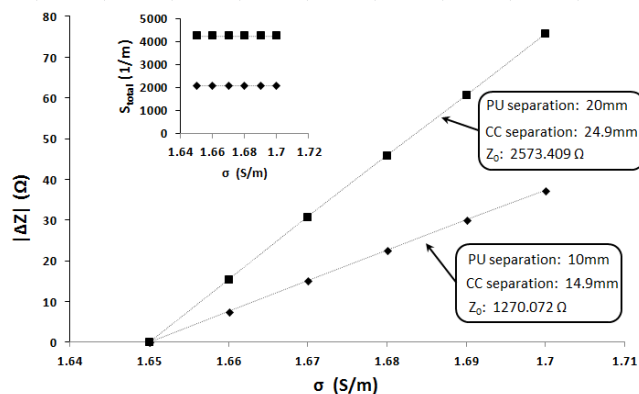 80
70
60
50
40
30
20
10
0
|ΔZ| (Ω)
1.64
1.65
1.66
1.67
1.68
1.69
1.7
1.71
σ (S/m)
5000
4000
3000
2000
1000
0
S_total (1/m)
1.64
1.66
1.68
1.7
1.72
σ (S/m)
PU separation: 20mm
CC separation: 24.9mm
Z₀: 2573.409 Ω
PU separation: 10mm
CC separation: 14.9mm
Z₀: 1270.072 Ω